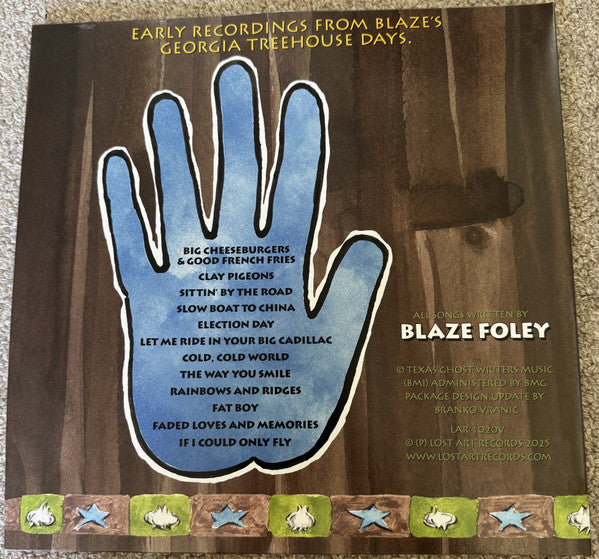 EARLY RECORDINGS FROM BLAZE'S
GEORGIA TREEHOUSE DAYS.
BIG CHEESEBURGERS
& GOOD FRENCH FRIES
CLAY PIGEONS
SITTIN' BY THE ROAD
SLOW BOAT TO CHINA
ELECTION DAY
LET ME RIDE IN YOUR BIG CADILLAC
COLD, COLD WORLD
THE WAY YOU SMILE
RAINBOWS AND RIDGES
FAT BOY
FADED LOVES AND MEMORIES
IF I COULD ONLY FLY
ALL SONGS WRITTEN BY
BLAZE FOLEY
© TEXAS GHOST WRITERS MUSIC
(BMI) ADMINISTERED BY BMG
PACKAGE DESIGN UPDATE BY
BRANKO VRANIC
LAR 1020V
© (P) LOST ART RECORDS 2025
WWW.LOSTARTRECORDS.COM